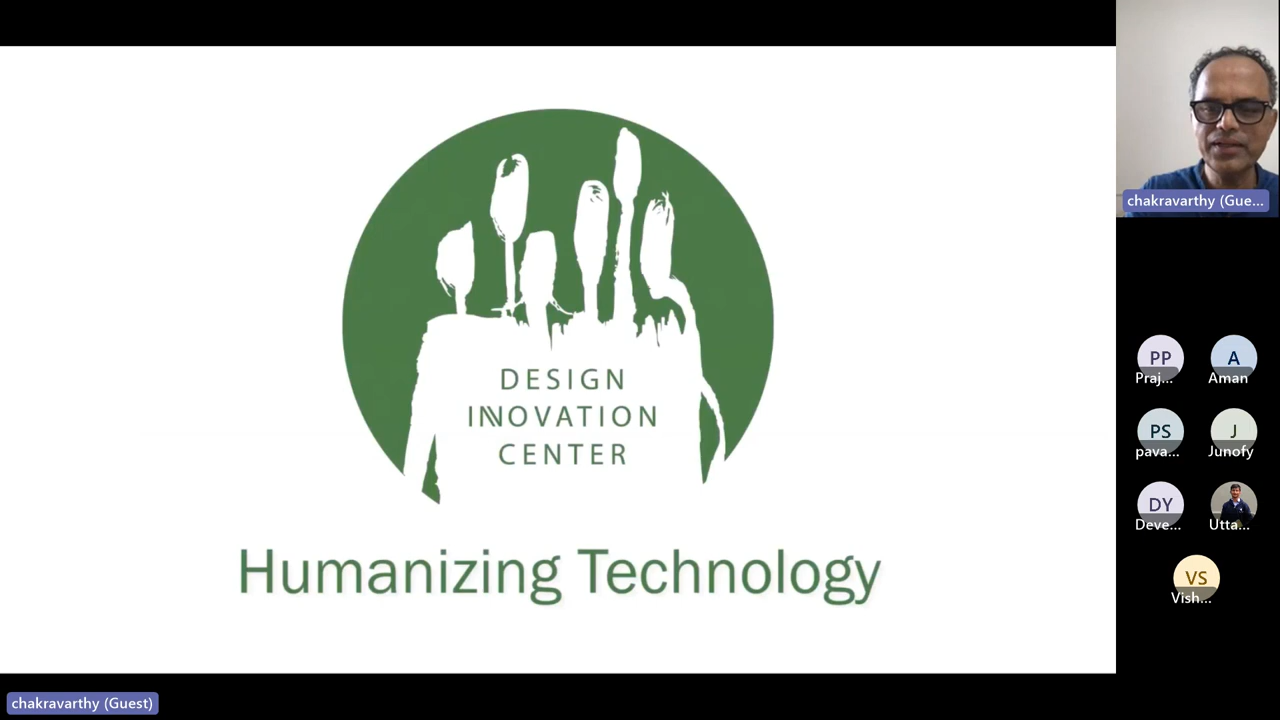 DESIGN
INOVATION
CENTER
Humanizing Technology
chakravarthy (Gue...
PP
Praj...
A
Aman
PS
pava...
J
Junofy
DY
Deve...
Utta...
VS
Vish...
chakravarthy (Guest)